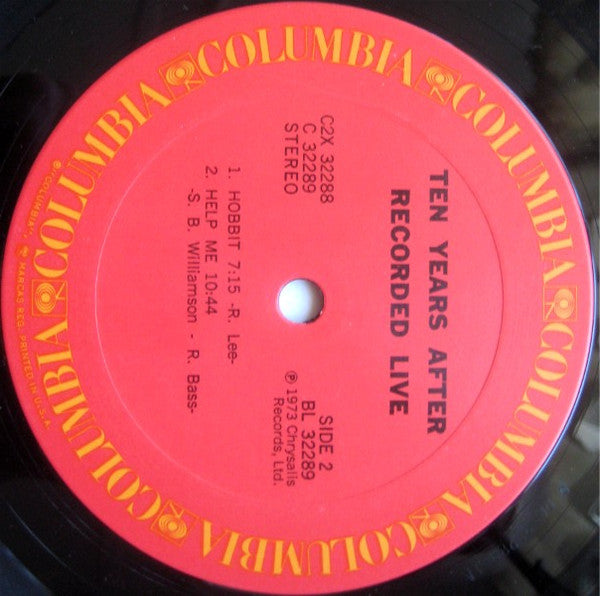 COLUMBIA COLUMBIA COLUMBIA COLUMBIA COLUMBIA COLUMBIA
TEN YEARS AFTER
RECORDED LIVE
C2X 32288
C 32289
STEREO
SIDE 2
BL 32289
℗ 1973 Chrysalis
Records, Ltd.
1. HOBBIT 7:15 -R. Lee-
2. HELP ME 10:44
-S. B. Williamson - R. Bass-
® "COLUMBIA", MARCAS REG. PRINTED IN U.S.A.